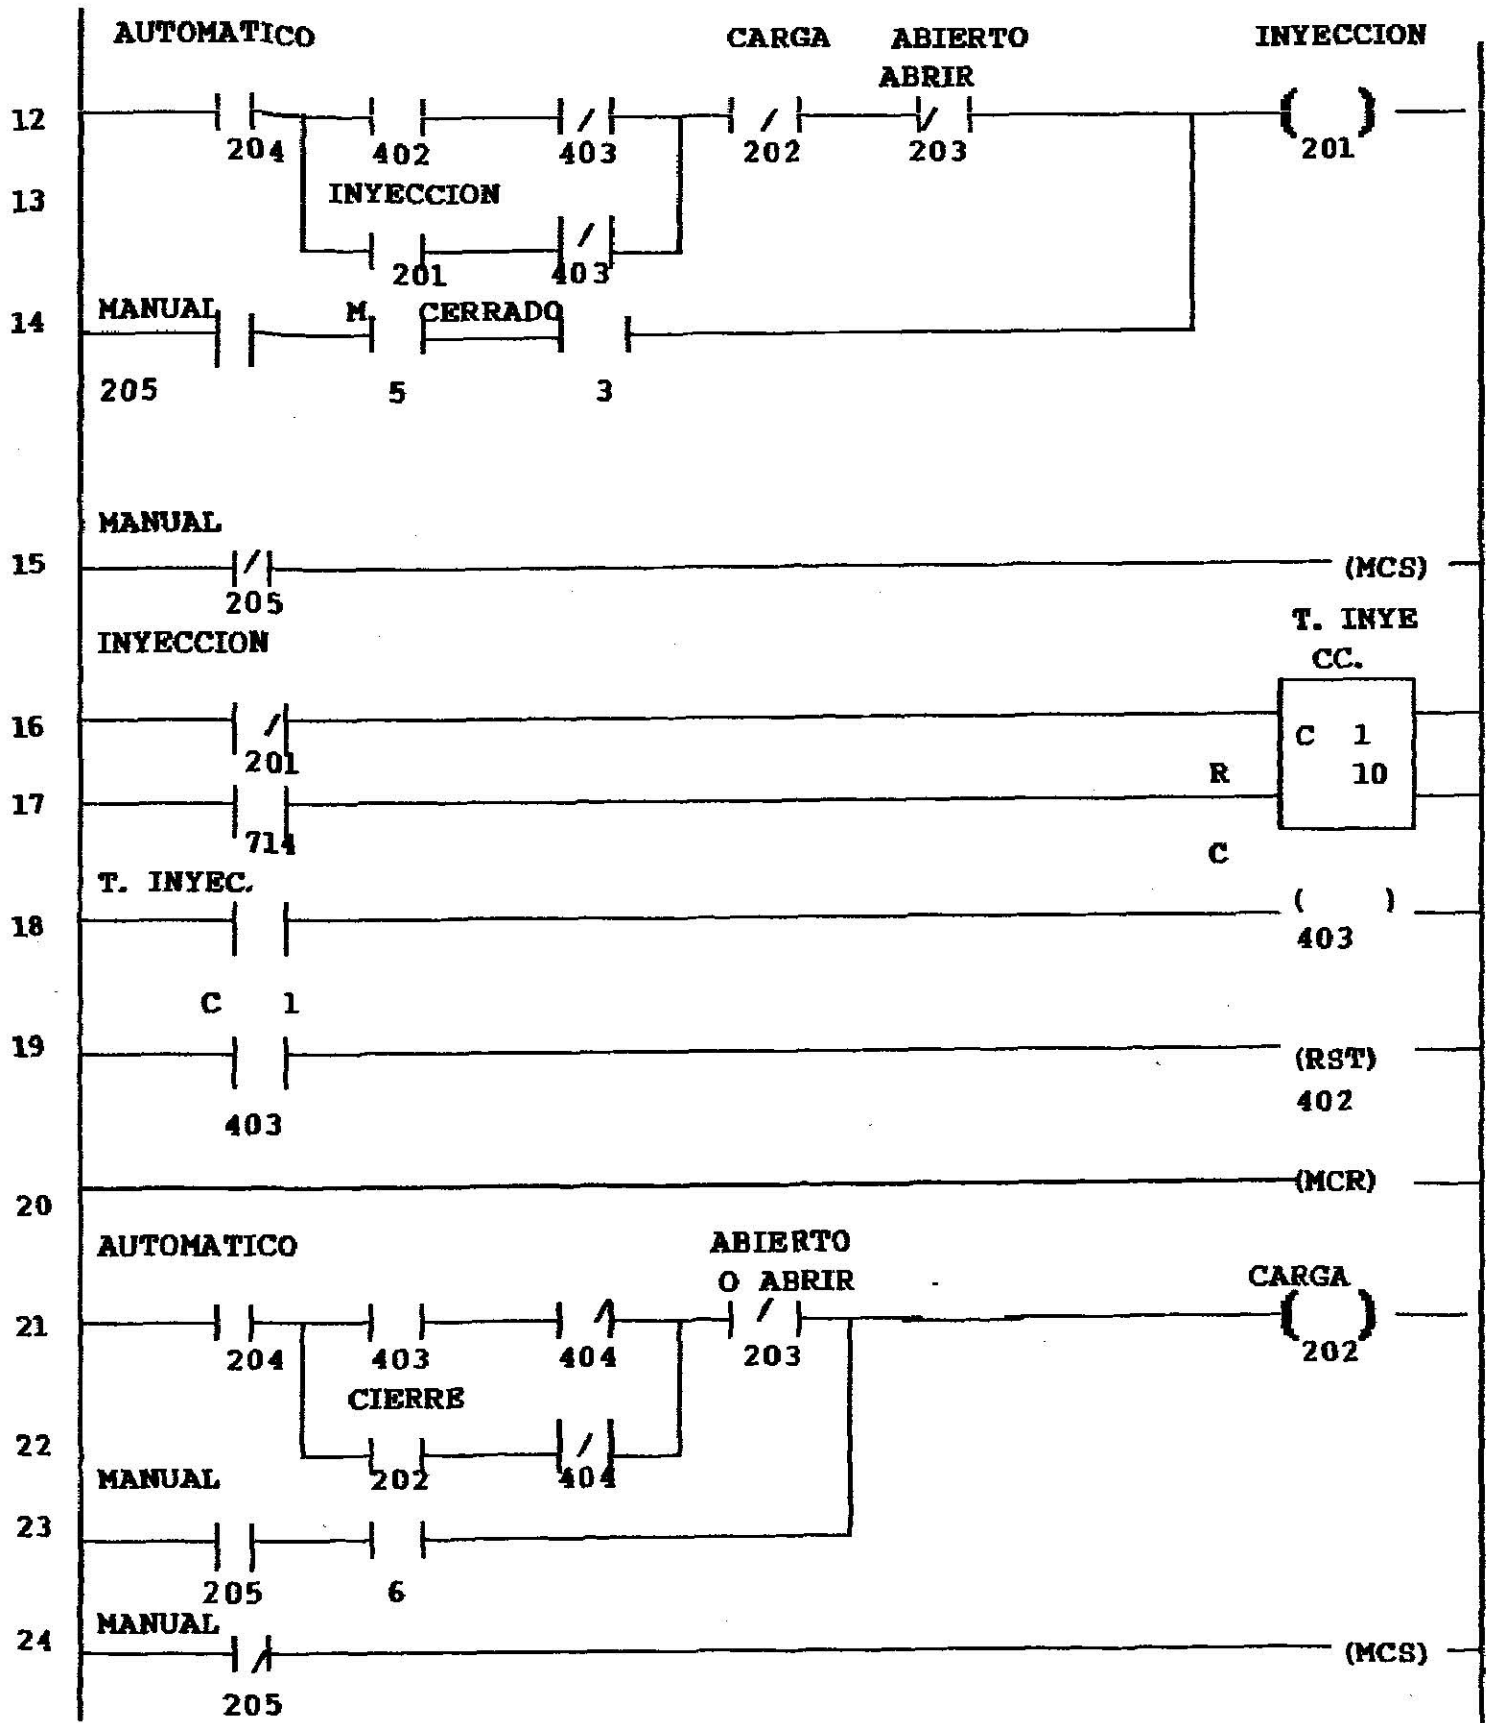 AUTOMATICO CARGA ABIERTO INYECCION
ABRIR
12
204 402 403 202 203 201
13 INYECCION
201 403
14 MANUAL M. CERRADO
205 5 3
MANUAL
15 (MCS)
205
T. INYE
INYECCION
CC.
16 C 1
201
R 10
17
714
C
T. INYEC.
18 ( )
403
C 1
19 (RST)
402
403
20 (MCR)
AUTOMATICO ABIERTO
O ABRIR CARGA
21
204 403 404 203 202
CIERRE
22
202 404
MANUAL
23
205 6
MANUAL
24 (MCS)
205